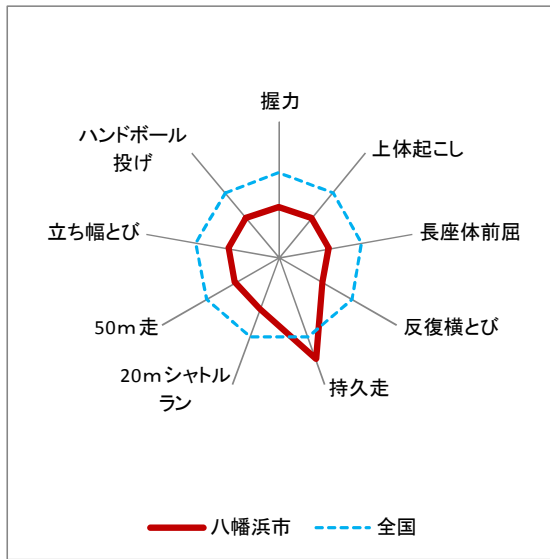 握力
上体起こし
長座体前屈
反復横とび
持久走
20mシャトル
ラン
50m走
立ち幅とび
ハンドボール
投げ
八幡浜市
全国